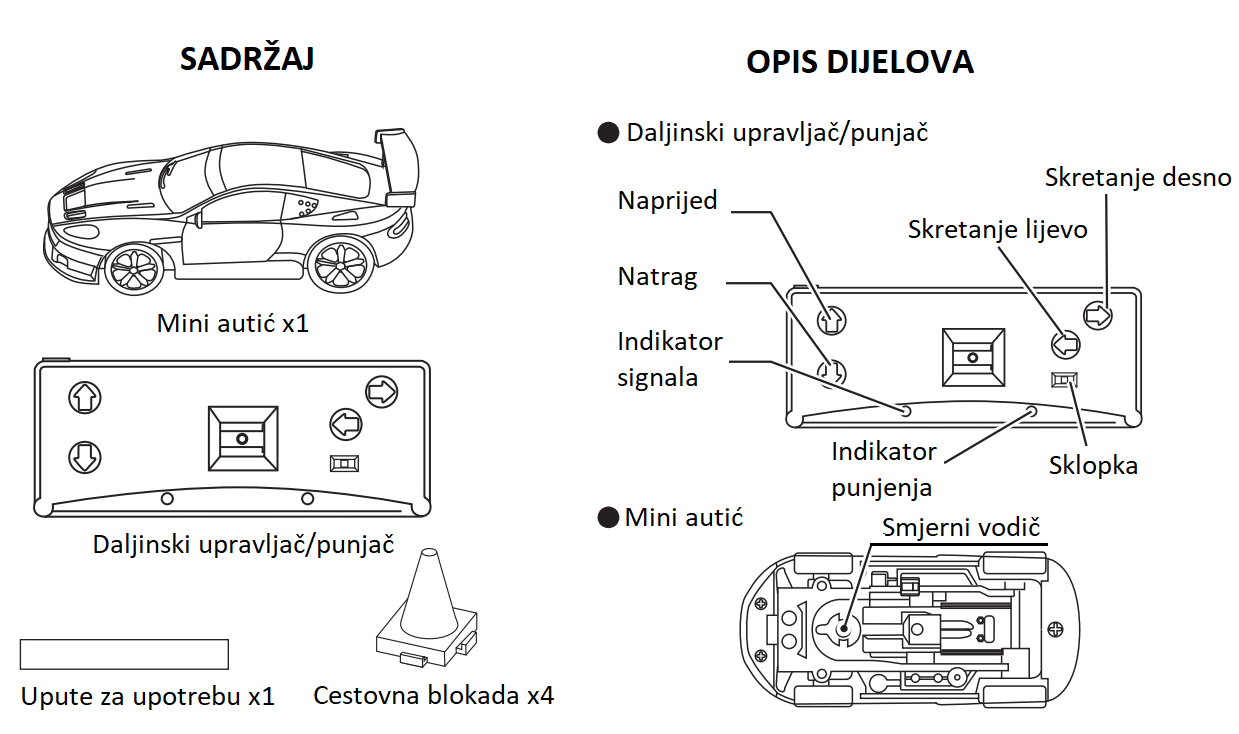 SADRŽAJ
Mini autić x1
Daljinski upravljač/punjač
Upute za upotrebu x1
Cestovna blokada x4
OPIS DIJELOVA
● Daljinski upravljač/punjač
Naprijed
Natrag
Indikator
signala
Skretanje desno
Skretanje lijevo
Indikator
punjenja
Sklopka
● Mini autić
Smjerni vodič